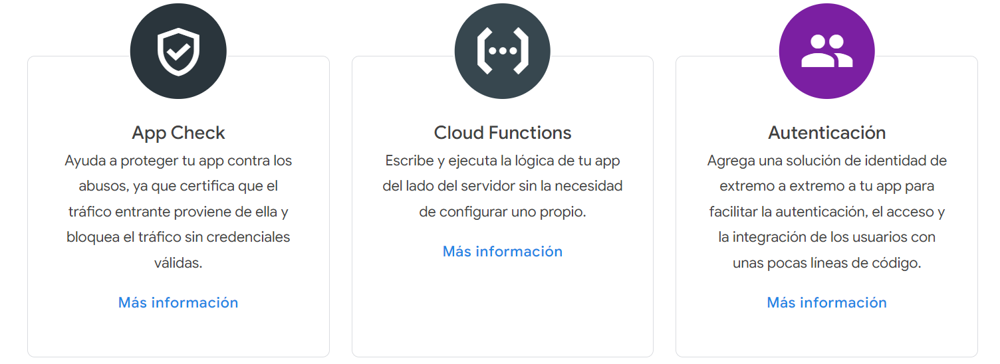 App Check
Ayuda a proteger tu app contra los
abusos, ya que certifica que el
tráfico entrante proviene de ella y
bloquea el tráfico sin credenciales
válidas.
Más información
Cloud Functions
Escribe y ejecuta la lógica de tu app
del lado del servidor sin la necesidad
de configurar uno propio.
Más información
Autenticación
Agrega una solución de identidad de
extremo a extremo a tu app para
facilitar la autenticación, el acceso y
la integración de los usuarios con
unas pocas líneas de código.
Más información